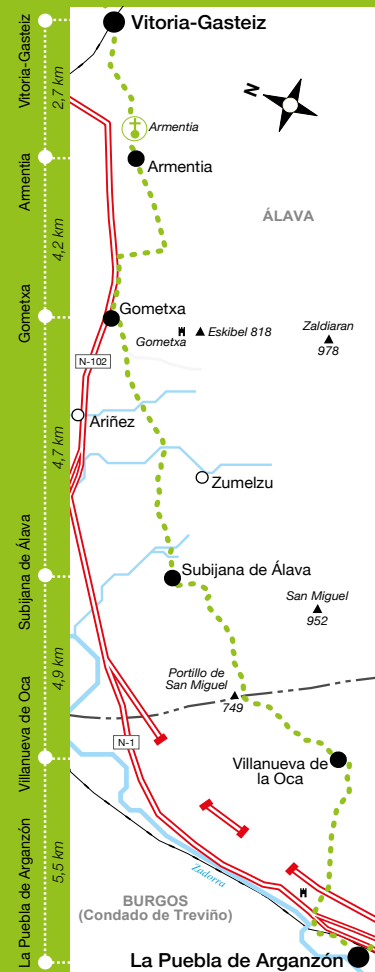 Vitoria-Gasteiz
2,7 km
Armentia
4,2 km
Gometxa
4,7 km
Subijana de Álava
4,9 km
Villanueva de Oca
5,5 km
La Puebla de Arganzón
Vitoria-Gasteiz
N
Armentia
Armentia
ÁLAVA
Gometxa
Gometxa
Eskibel 818
Zaldiaran
978
N-102
Ariñez
Zumelzu
Subijana de Álava
San Miguel
952
Portillo de
San Miguel
749
N-1
Villanueva de
la Oca
Zadorra
BURGOS
(Condado de Treviño)
La Puebla de Arganzón